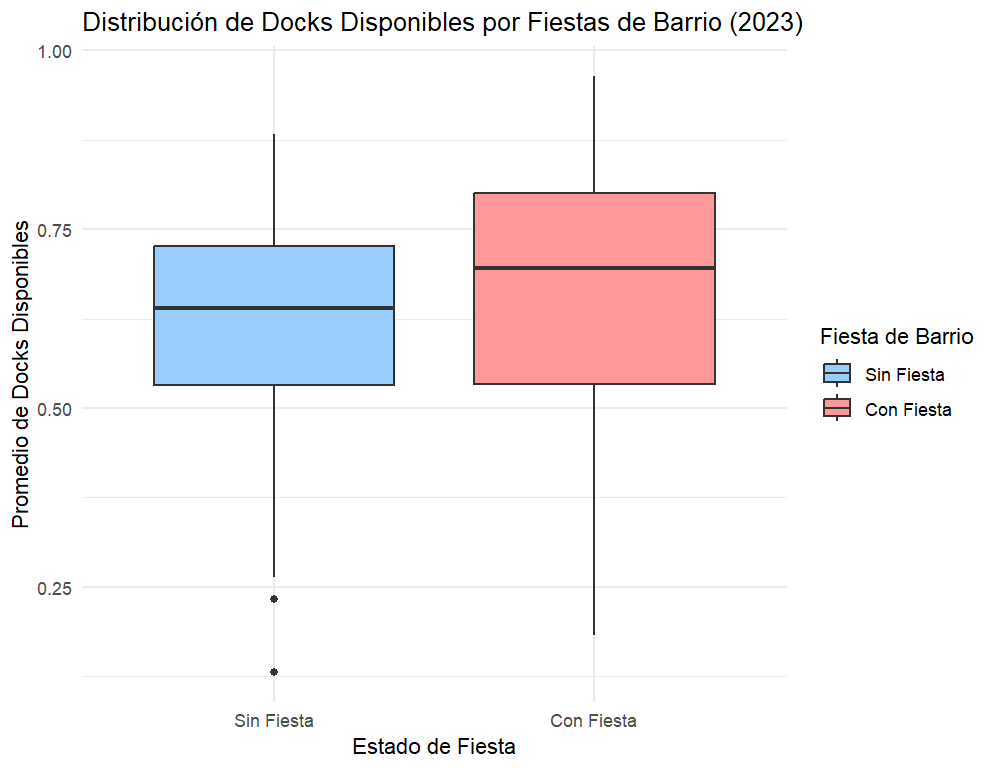 Distribución de Docks Disponibles por Fiestas de Barrio (2023)
Promedio de Docks Disponibles
1.00
0.75
0.50
0.25
Sin Fiesta
Con Fiesta
Estado de Fiesta
Fiesta de Barrio
Sin Fiesta
Con Fiesta